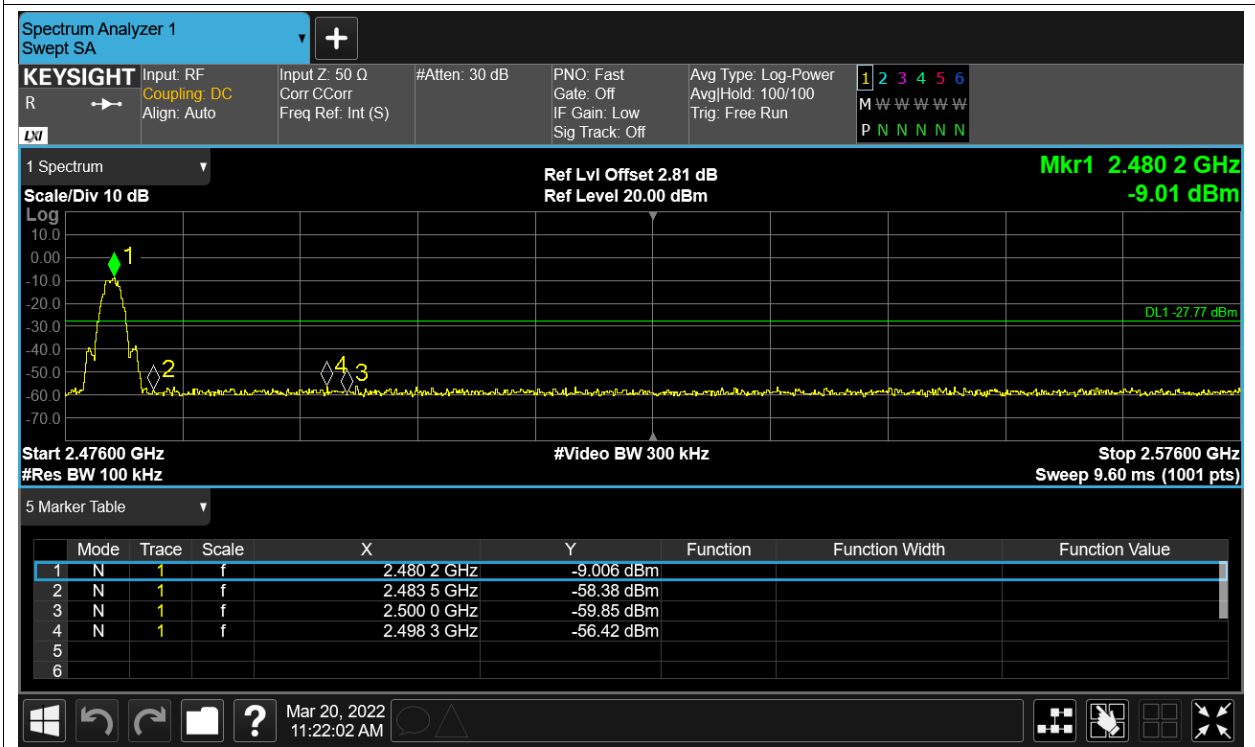 Spectrum Analyzer 1
Swept SA
KEYSIGHT
R
LXI
Input: RF
Coupling: DC
Align: Auto
Input Z: 50 Ω
Corr CCorr
Freq Ref: Int (S)
#Atten: 30 dB
PNO: Fast
Gate: Off
IF Gain: Low
Sig Track: Off
Avg Type: Log-Power
Avg|Hold: 100/100
Trig: Free Run
1 2 3 4 5 6
M W W W W W
P N N N N N
1 Spectrum
Scale/Div 10 dB
Ref Lvl Offset 2.81 dB
Ref Level 20.00 dBm
Mkr1 2.480 2 GHz
-9.01 dBm
Log
10.0
0.00
-10.0
-20.0
-30.0
-40.0
-50.0
-60.0
-70.0
1
2
4
3
DL1 -27.77 dBm
Start 2.47600 GHz
#Video BW 300 kHz
Stop 2.57600 GHz
#Res BW 100 kHz
Sweep 9.60 ms (1001 pts)
5 Marker Table
Mode Trace Scale X Y Function Function Width Function Value
1 N 1 f 2.480 2 GHz -9.006 dBm
2 N 1 f 2.483 5 GHz -58.38 dBm
3 N 1 f 2.500 0 GHz -59.85 dBm
4 N 1 f 2.498 3 GHz -56.42 dBm
5
6
?
Mar 20, 2022
11:22:02 AM